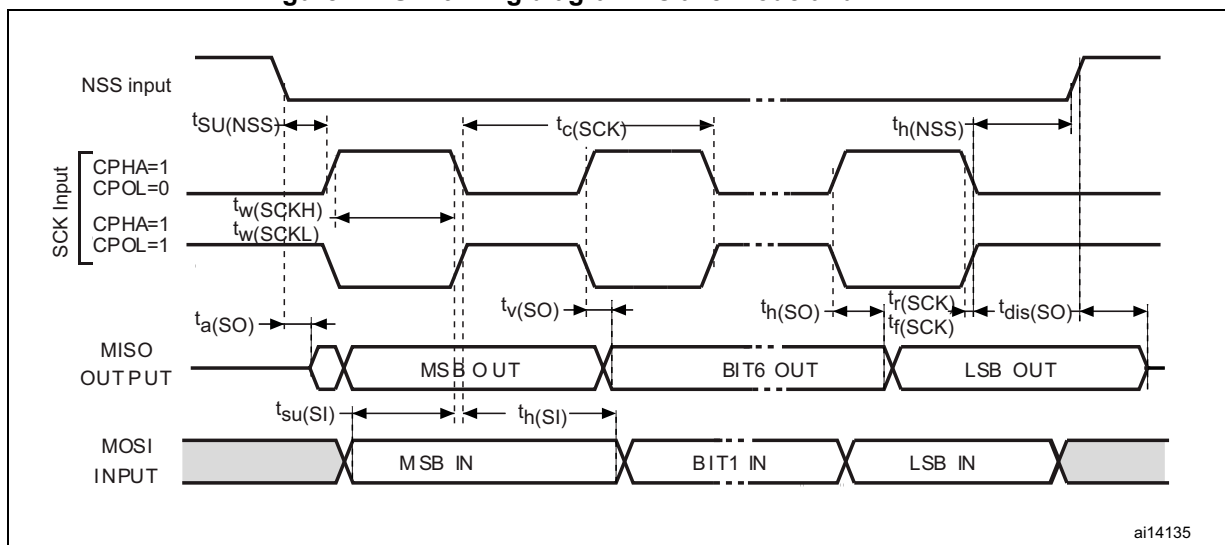 NSS input
tSU(NSS)
tc(SCK)
th(NSS)
SCK Input
CPHA=1
CPOL=0
tw(SCKH)
CPHA=1
tw(SCKL)
CPOL=1
ta(SO)
tv(SO)
th(SO)
tr(SCK)
tf(SCK)
tdis(SO)
MISO
OUTPUT
MSB OUT
BIT6 OUT
LSB OUT
tsu(SI)
th(SI)
MOSI
INPUT
MSB IN
BIT1 IN
LSB IN
ai14135